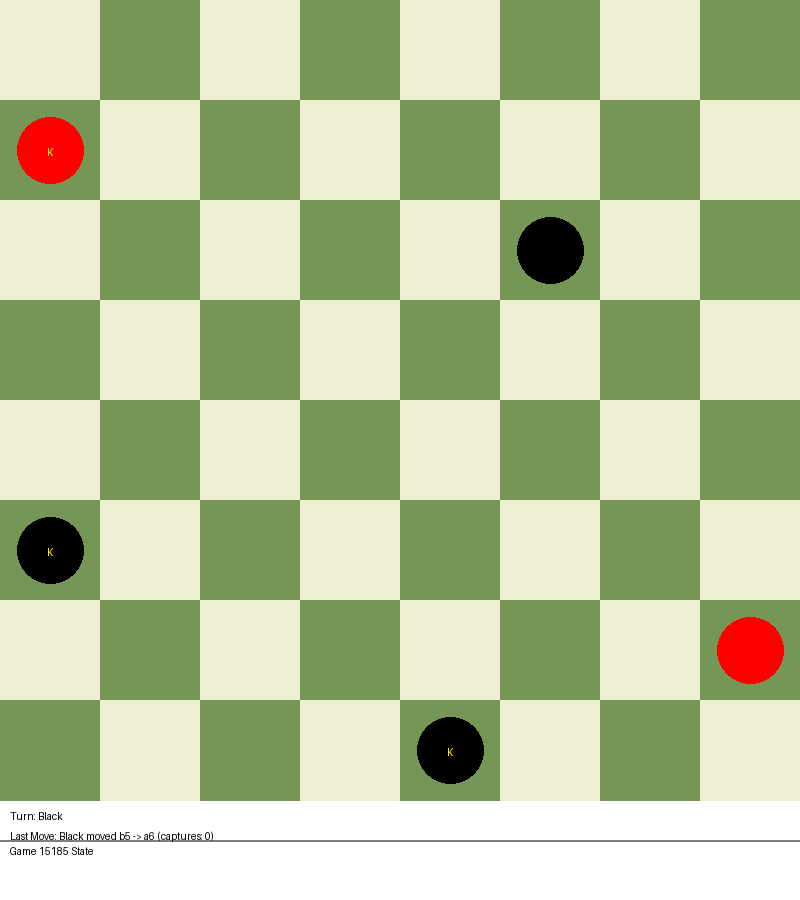 K
K
K
Turn: Black
Last Move: Black moved b5 -> a6 (captures: 0)
Game 15185 State